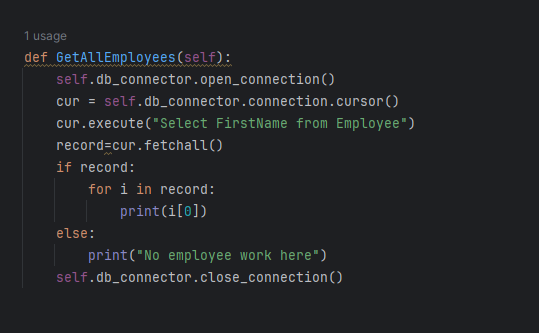 1 usage
def GetAllEmployees(self):
    self.db_connector.open_connection()
    cur = self.db_connector.connection.cursor()
    cur.execute("Select FirstName from Employee")
    record=cur.fetchall()
    if record:
        for i in record:
            print(i[0])
    else:
        print("No employee work here")
    self.db_connector.close_connection()